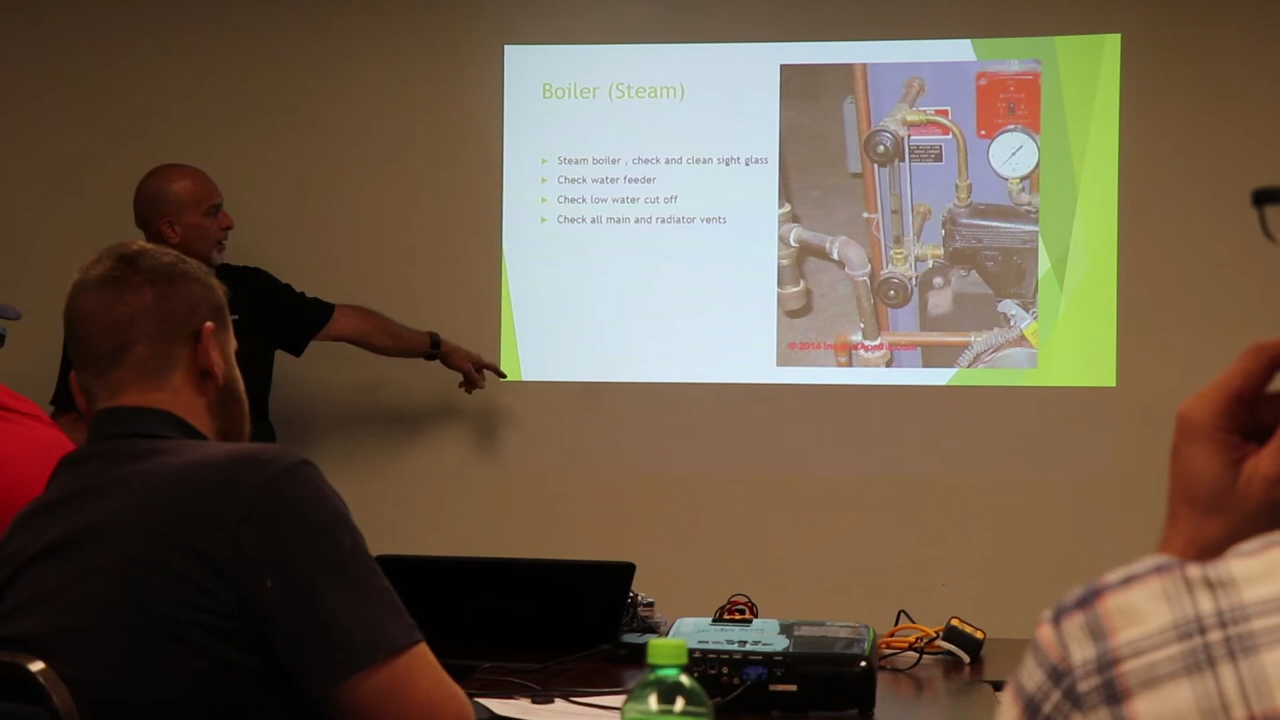 Boiler (Steam)
Steam boiler , check and clean sight glass
Check water feeder
Check low water cut off
Check all main and radiator vents
© 2014